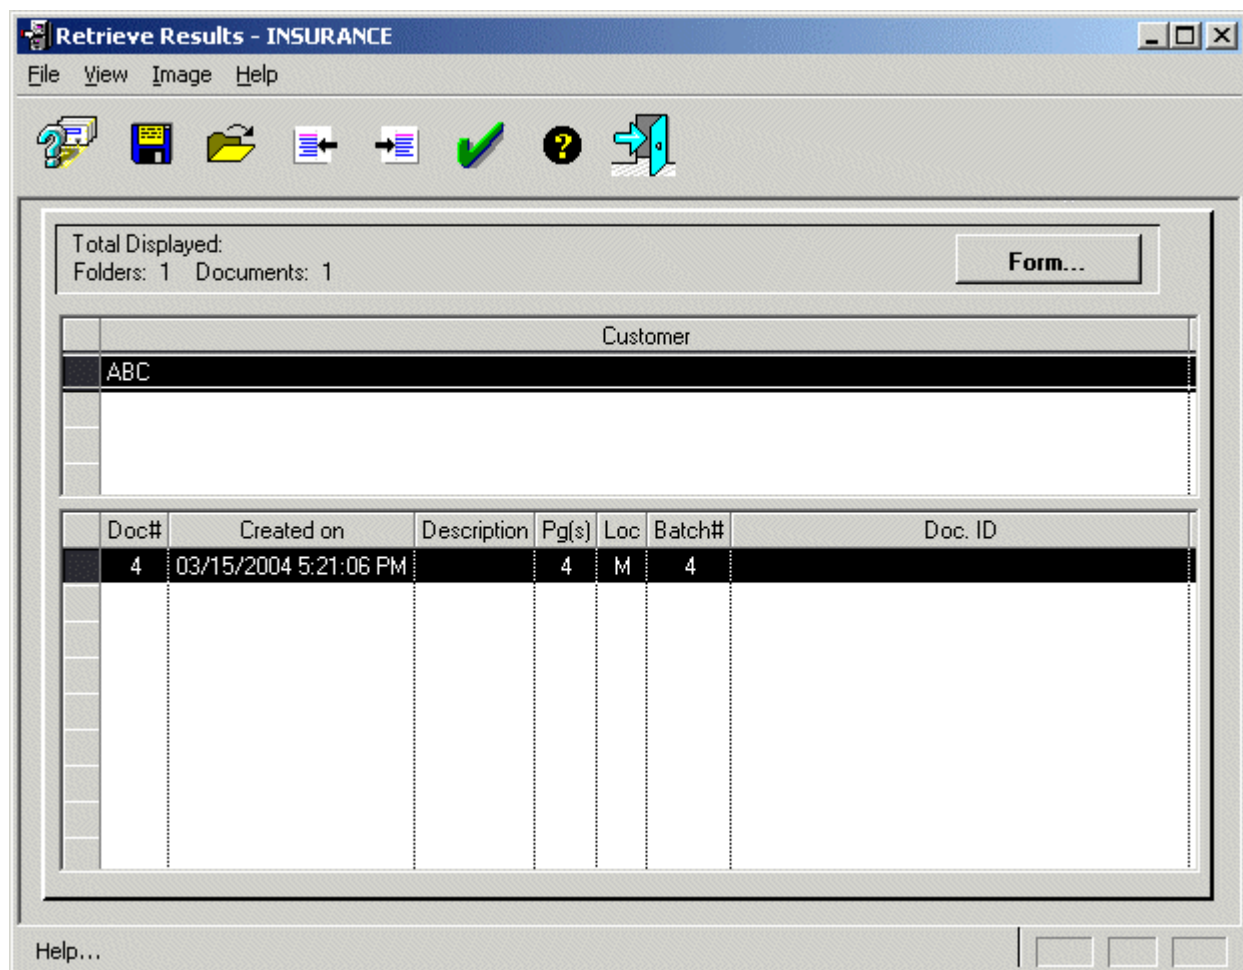 Retrieve Results - INSURANCE
File View Image Help
Total Displayed:
Folders: 1 Documents: 1
Form...
Customer
ABC
Doc# Created on Description Pg(s) Loc Batch# Doc. ID
4 03/15/2004 5:21:06 PM 4 M 4
Help...